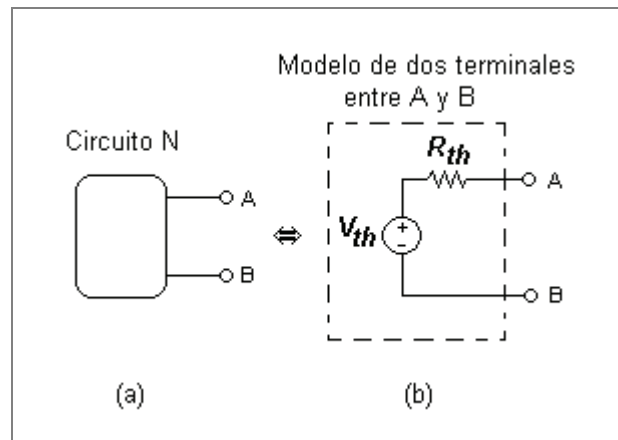 Modelo de dos terminales
entre A y B
Circuito N
R_th
A
A
V_th
+
-
⇔
B
B
(a)
(b)